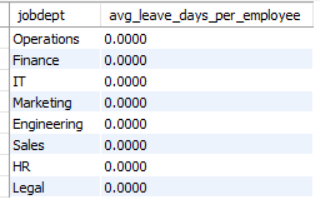 jobdept avg_leave_days_per_employee
Operations 0.0000
Finance 0.0000
IT 0.0000
Marketing 0.0000
Engineering 0.0000
Sales 0.0000
HR 0.0000
Legal 0.0000